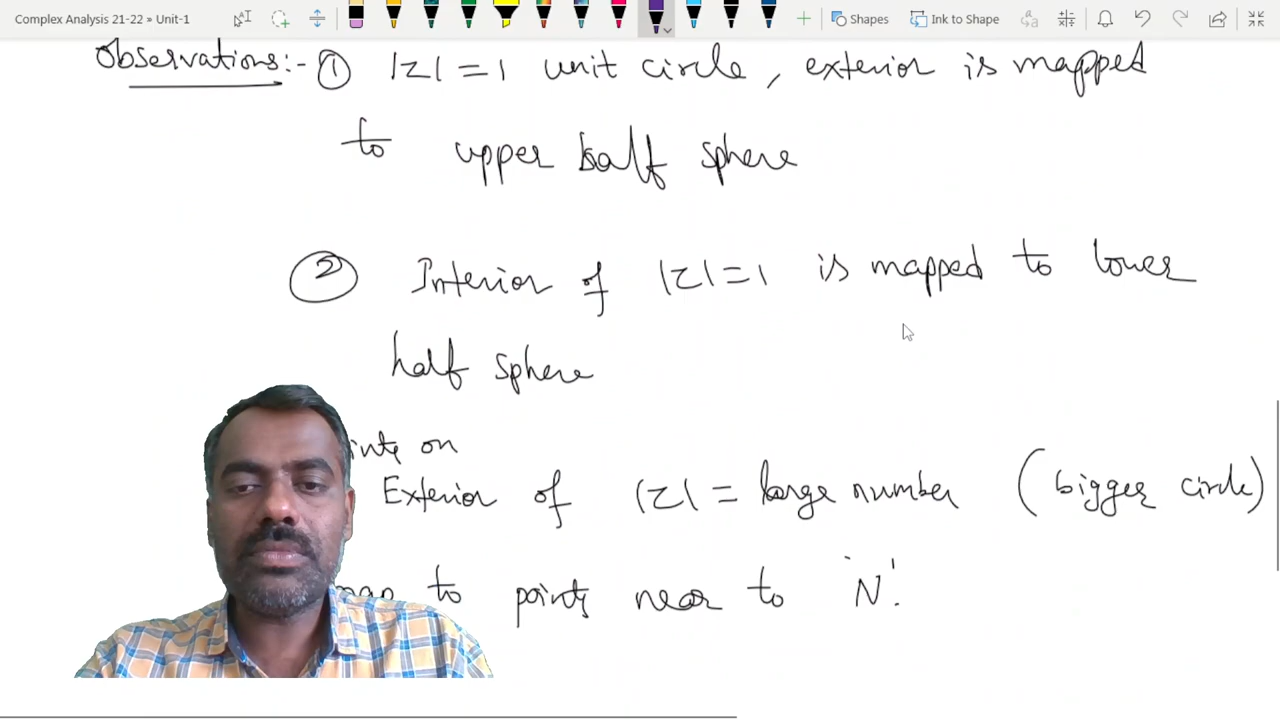 Complex Analysis 21-22 » Unit-1
Shapes
Ink to Shape
Observations:- ① |z| = 1 unit circle, exterior is mapped
to upper half sphere
② Interior of |z| = 1 is mapped to lower
half sphere
on
Exterior of |z| = large number (bigger circle)
to points near to 'N'.